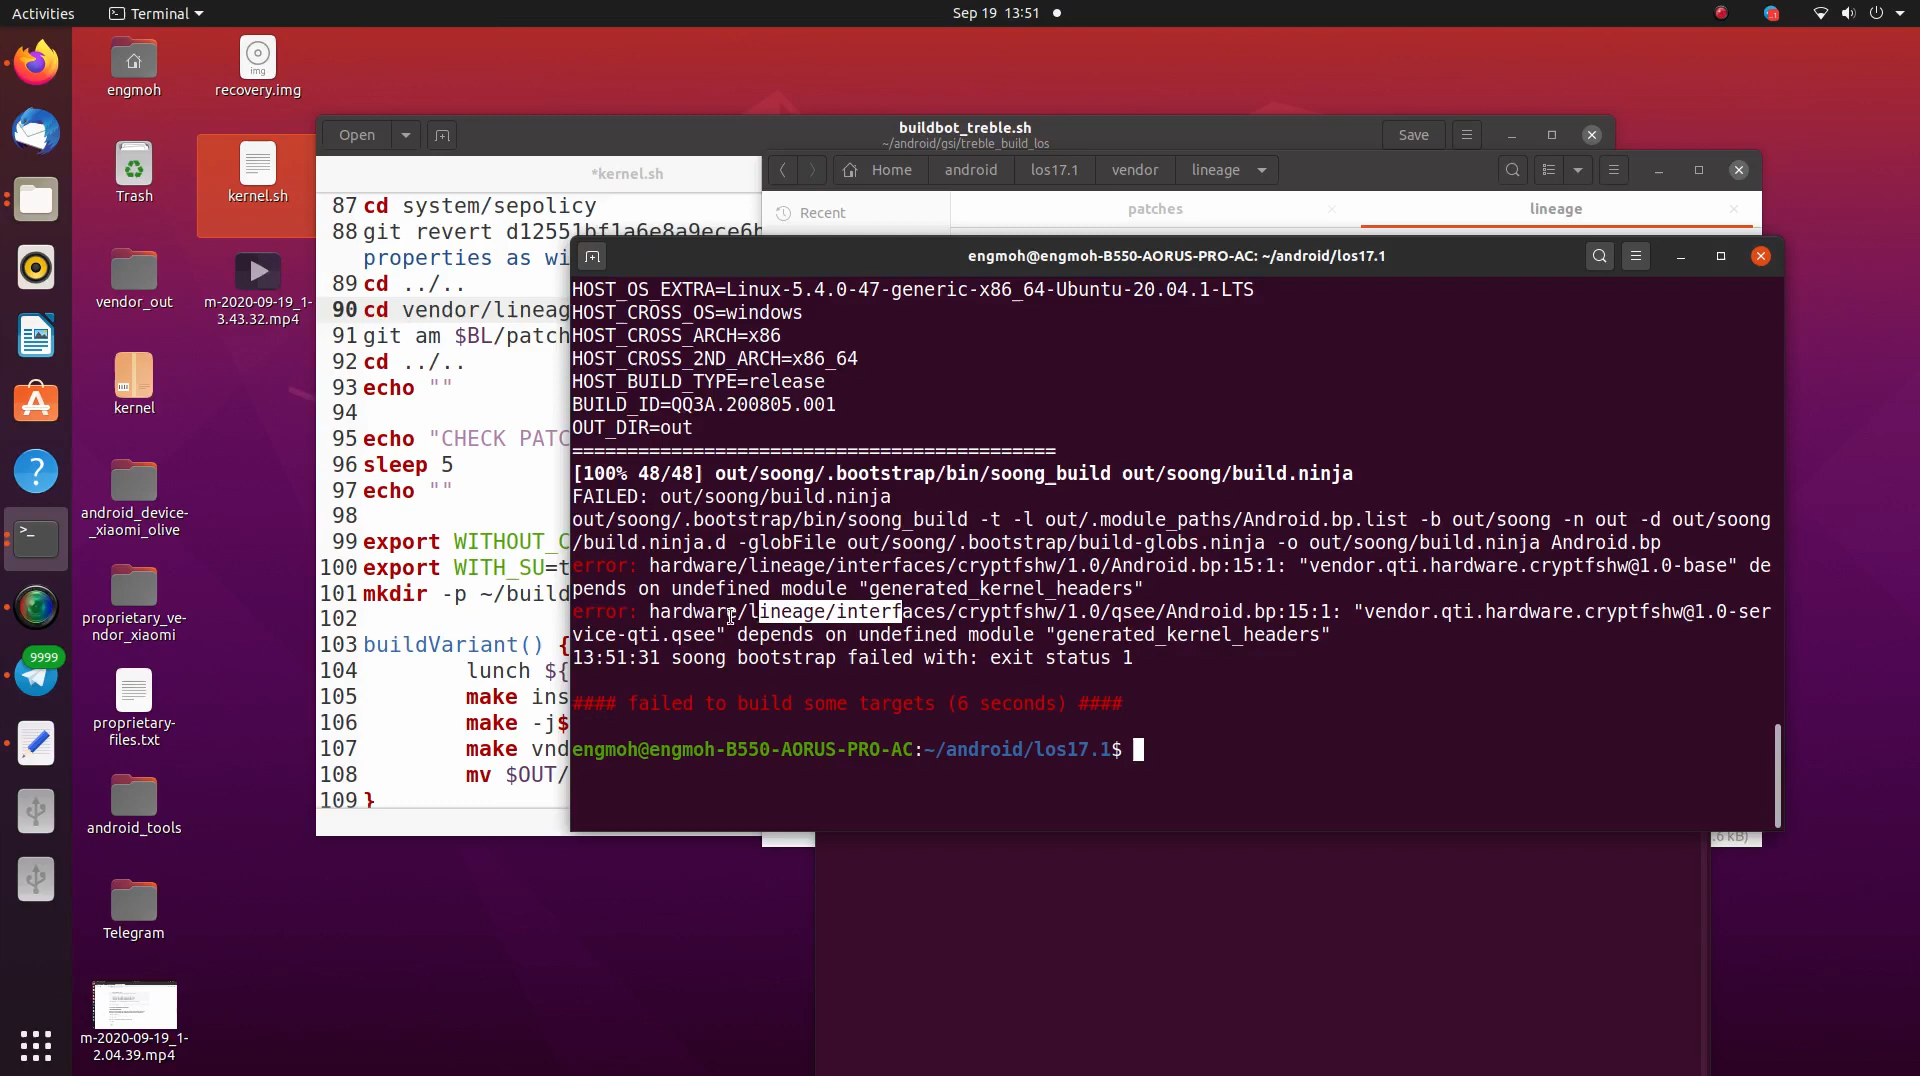 Activities
Terminal
Sep 19 13:51
engmoh
recovery.img
Trash
kernel.sh
vendor_out
m-2020-09-19_1-
3.43.32.mp4
kernel
android_device-
_xiaomi_olive
proprietary_ve-
ndor_xiaomi
proprietary-
files.txt
android_tools
Telegram
m-2020-09-19_1-
2.04.39.mp4
9999
Open
buildbot_treble.sh
~/android/gsi/treble_build_los
Save
*kernel.sh
87 cd system/sepolicy
88 git revert d12551bf1a6e8a9ece6b
properties as wi
89 cd ../..
90 cd vendor/lineag
91 git am $BL/patch
92 cd ../..
93 echo ""
94
95 echo "CHECK PATC
96 sleep 5
97 echo ""
98
99 export WITHOUT_C
100 export WITH_SU=t
101 mkdir -p ~/build
102
103 buildVariant() {
104 lunch ${
105 make ins
106 make -j$
107 make vnd
108 mv $OUT/
109 }
Home
android
los17.1
vendor
lineage
Recent
patches
lineage
engmoh@engmoh-B550-AORUS-PRO-AC: ~/android/los17.1
HOST_OS_EXTRA=Linux-5.4.0-47-generic-x86_64-Ubuntu-20.04.1-LTS
HOST_CROSS_OS=windows
HOST_CROSS_ARCH=x86
HOST_CROSS_2ND_ARCH=x86_64
HOST_BUILD_TYPE=release
BUILD_ID=QQ3A.200805.001
OUT_DIR=out
============================================
[100% 48/48] out/soong/.bootstrap/bin/soong_build out/soong/build.ninja
FAILED: out/soong/build.ninja
out/soong/.bootstrap/bin/soong_build -t -l out/.module_paths/Android.bp.list -b out/soong -n out -d out/soong
/build.ninja.d -globFile out/soong/.bootstrap/build-globs.ninja -o out/soong/build.ninja Android.bp
error: hardware/lineage/interfaces/cryptfshw/1.0/Android.bp:15:1: "vendor.qti.hardware.cryptfshw@1.0-base" de
pends on undefined module "generated_kernel_headers"
error: hardware/lineage/interfaces/cryptfshw/1.0/qsee/Android.bp:15:1: "vendor.qti.hardware.cryptfshw@1.0-ser
vice-qti.qsee" depends on undefined module "generated_kernel_headers"
13:51:31 soong bootstrap failed with: exit status 1
#### failed to build some targets (6 seconds) ####
engmoh@engmoh-B550-AORUS-PRO-AC:~/android/los17.1$
.6 kB)